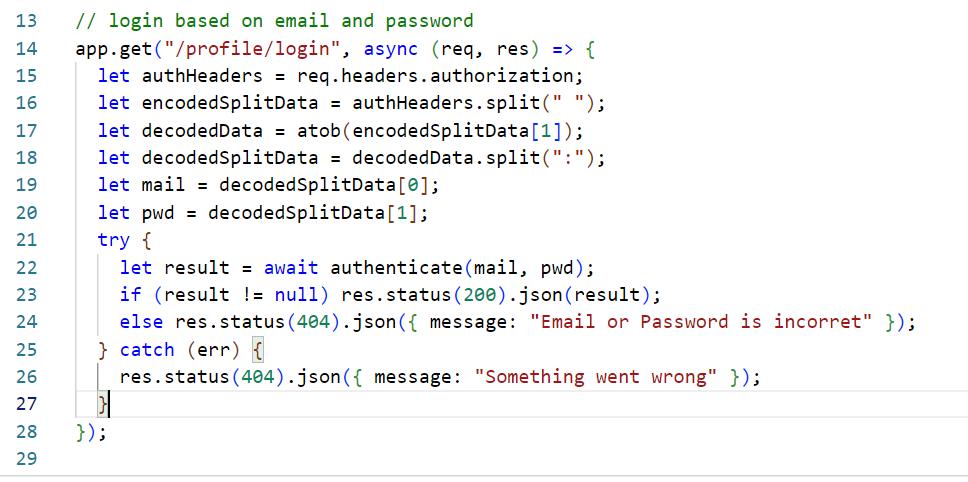 13 // login based on email and password
14 app.get("/profile/login", async (req, res) => {
15 let authHeaders = req.headers.authorization;
16 let encodedSplitData = authHeaders.split(" ");
17 let decodedData = atob(encodedSplitData[1]);
18 let decodedSplitData = decodedData.split(":");
19 let mail = decodedSplitData[0];
20 let pwd = decodedSplitData[1];
21 try {
22 let result = await authenticate(mail, pwd);
23 if (result != null) res.status(200).json(result);
24 else res.status(404).json({ message: "Email or Password is incorret" });
25 } catch (err) {
26 res.status(404).json({ message: "Something went wrong" });
27 }
28 });
29